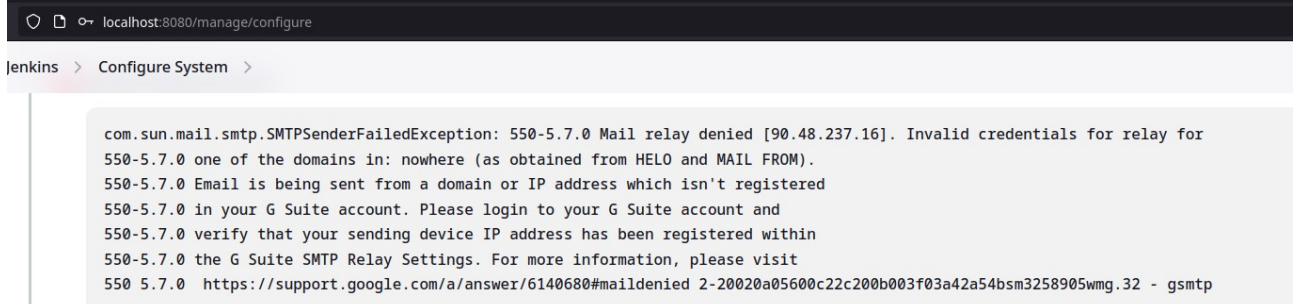 localhost:8080/manage/configure
Jenkins > Configure System >
com.sun.mail.smtp.SMTPSenderFailedException: 550-5.7.0 Mail relay denied [90.48.237.16]. Invalid credentials for relay for
550-5.7.0 one of the domains in: nowhere (as obtained from HELO and MAIL FROM).
550-5.7.0 Email is being sent from a domain or IP address which isn't registered
550-5.7.0 in your G Suite account. Please login to your G Suite account and
550-5.7.0 verify that your sending device IP address has been registered within
550-5.7.0 the G Suite SMTP Relay Settings. For more information, please visit
550 5.7.0  https://support.google.com/a/answer/6140680#maildenied 2-20020a05600c22c200b003f03a42a54bsm3258905wmg.32 - gsmtp